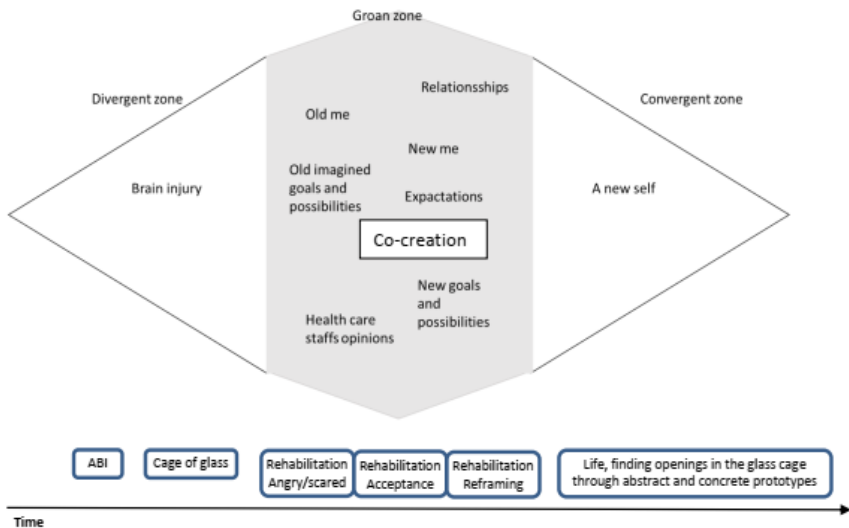 Groan zone
Divergent zone
Convergent zone
Relationsships
Old me
New me
Old imagined
goals and
possibilities
Brain injury
Expactations
A new self
Co-creation
New goals
and
possibilities
Health care
staffs opinions
ABI
Cage of glass
Rehabilitation
Angry/scared
Rehabilitation
Acceptance
Rehabilitation
Reframing
Life, finding openings in the glass cage
through abstract and concrete prototypes
Time